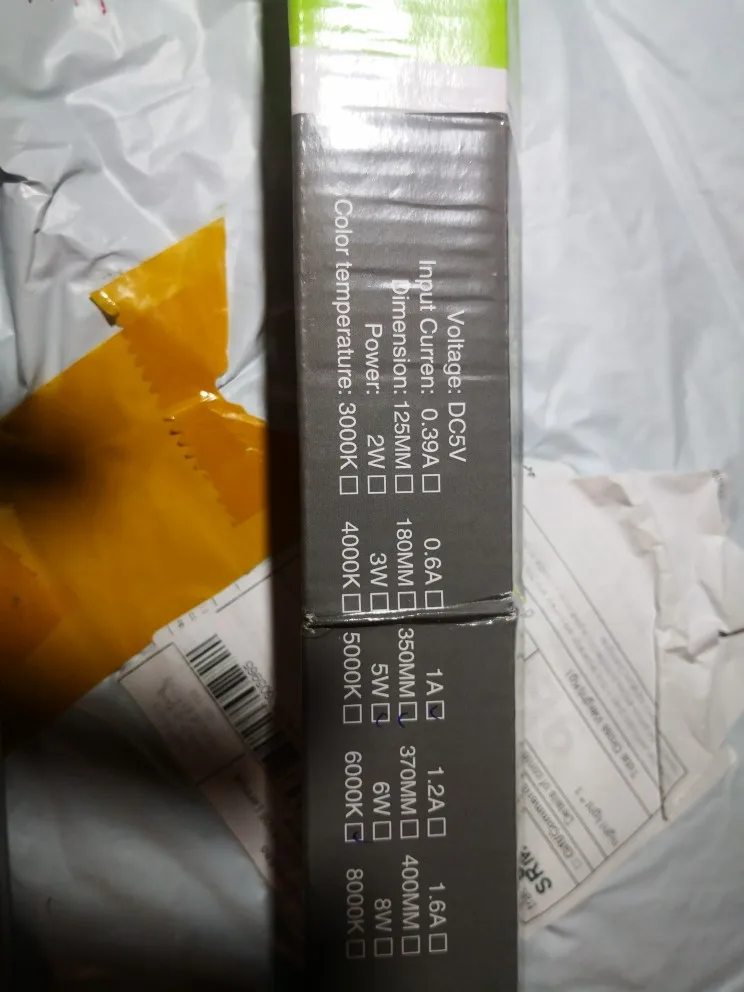 Voltage: DC5V
Input Curren: 0.39A☐ 0.6A☐ 1A☑ 1.2A☐ 1.6A☐
Dimension: 125MM☐ 180MM☐ 350MM☑ 370MM☐ 400MM☐
Power: 2W☐ 3W☐ 5W☑ 6W☐ 8W☐
Color temperature: 3000K☐ 4000K☐ 5000K☐ 6000K☑ 8000K☐